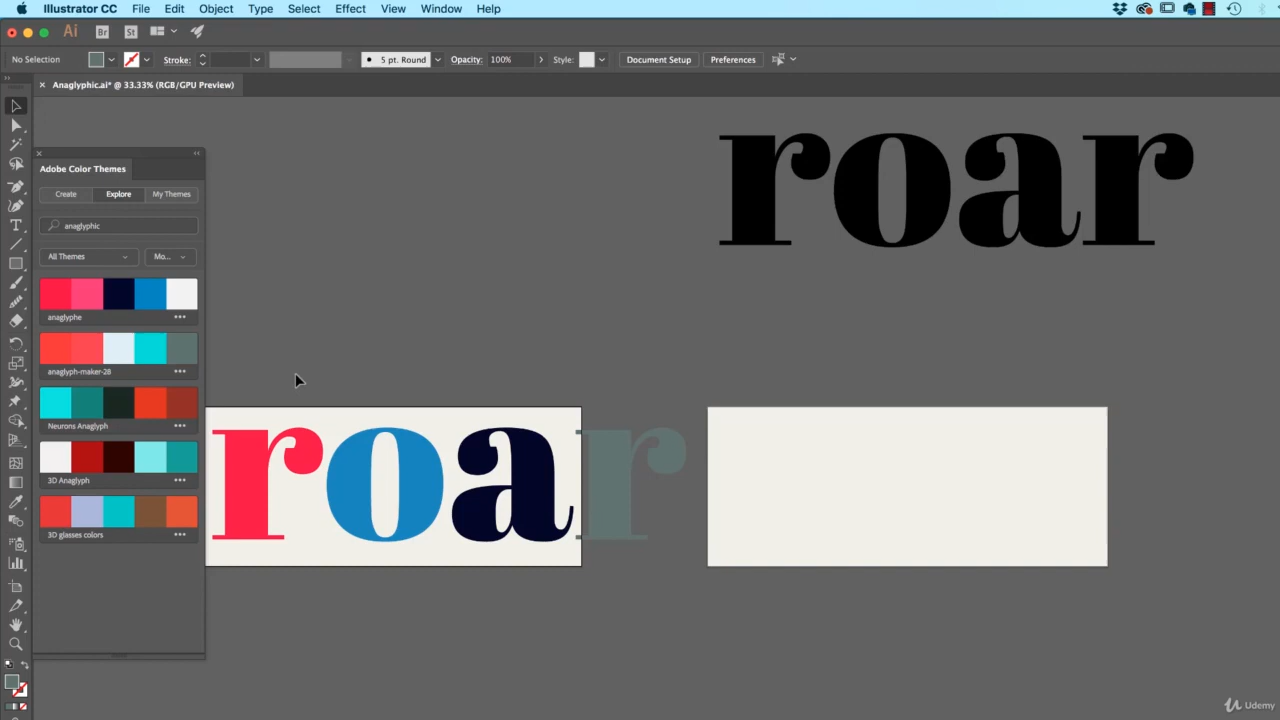 Illustrator CC File Edit Object Type Select Effect View Window Help
Ai Br St
No Selection Stroke: 5 pt. Round Opacity: 100% Style: Document Setup Preferences
Anaglyphic.ai* @ 33.33% (RGB/GPU Preview)
roar
Adobe Color Themes
Create Explore My Themes
anaglyphic
All Themes Mo...
anaglyphe
anaglyph-maker-28
Neurons Anaglyph
3D Anaglyph
3D glasses colors
roar
Udemy